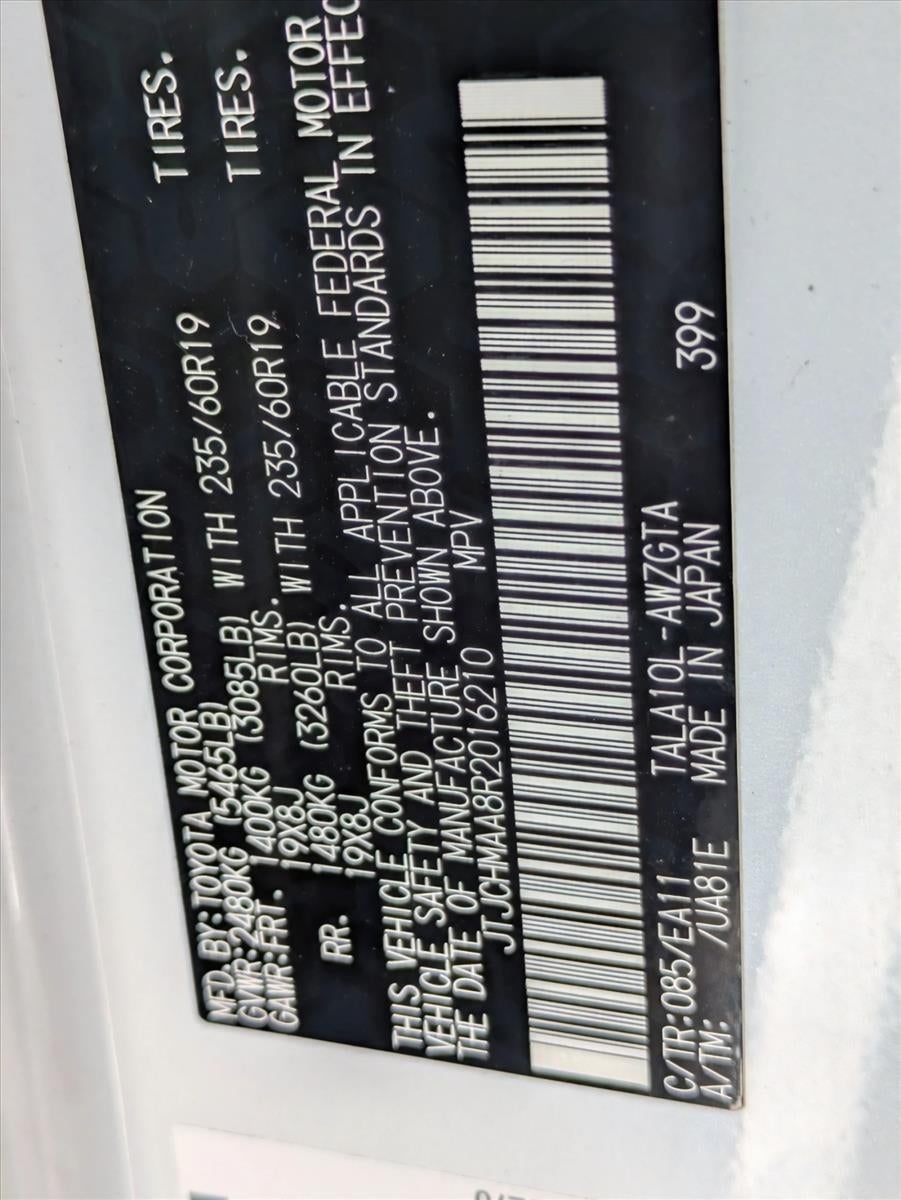 MFD. BY:TOYOTA MOTOR CORPORATION
GVWR:2480KG (5465LB)
GAWR:FRT. 1400KG (3085LB) WITH 235/60R19 TIRES.
19X8J RIMS.
RR. 1480KG (3260LB) WITH 235/60R19 TIRES.
19X8J RIMS.
THIS VEHICLE CONFORMS TO ALL APPLICABLE FEDERAL MOTOR
VEHICLE SAFETY AND THEFT PREVENTION STANDARDS IN EFFEC
THE DATE OF MANUFACTURE SHOWN ABOVE.
JTJCHMAA8R2016210 MPV
C/TR:085/EA11 TALA10L-AWZGTA
A/TM: /UA81E MADE IN JAPAN 399